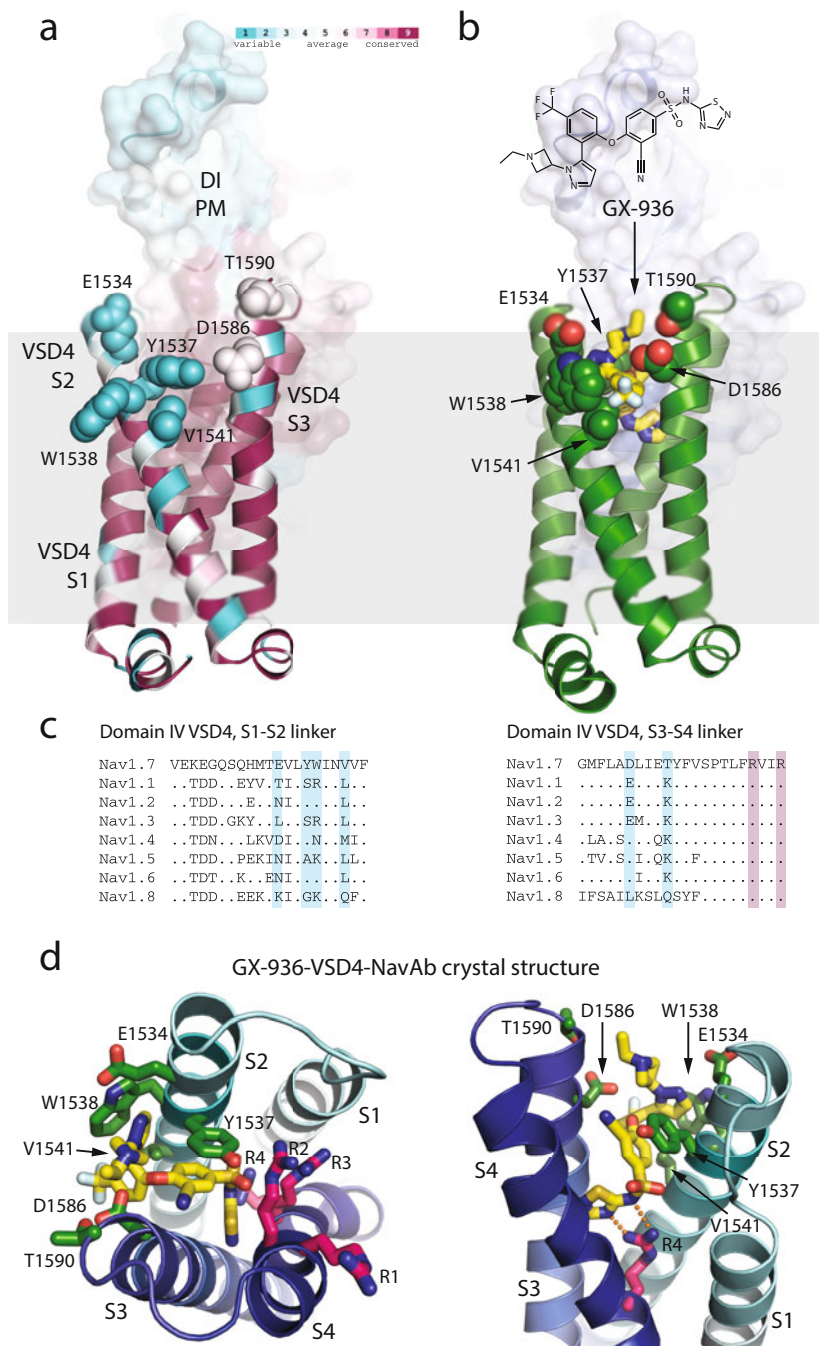 a
1 2 3 4 5 6 7 8 9
variable average conserved
DI
PM
E1534
T1590
D1586
Y1537
VSD4
S2
VSD4
S3
V1541
W1538
VSD4
S1
b
F
F
F
O
O
S
H
N
S
N
N
O
N
N
N
N
GX-936
Y1537
T1590
E1534
W1538
D1586
V1541
c
Domain IV VSD4, S1-S2 linker
Nav1.7 VEKEGQSQHMTEVLYWINVVF
Nav1.1 ..TDD..EYV.TI.SR..L..
Nav1.2 ..TDD...E..NI.....L..
Nav1.3 ..TDD.GKY..L..SR..L..
Nav1.4 ..TDN...LKVDI..N..MI.
Nav1.5 ..TDD...PEKINI.AK..LL.
Nav1.6 ..TDT..K..ENI.....L..
Nav1.8 ..TDD..EEK.KI.GK..QF.
Domain IV VSD4, S3-S4 linker
Nav1.7 GMFLADLIETYFVSPTLFRVIR
Nav1.1 .....E...K............
Nav1.2 .....E...K............
Nav1.3 .....EM..K............
Nav1.4 .LA.S...QK............
Nav1.5 .TV.S.I.QK..F.........
Nav1.6 ......I..K............
Nav1.8 IFSAILKSLQSYF.........
d
GX-936-VSD4-NavAb crystal structure
E1534
S2
W1538
S1
Y1537
V1541
R4
R2
R3
D1586
T1590
R1
S3
S4
D1586
W1538
T1590
E1534
S4
S2
Y1537
V1541
R4
S3
S1